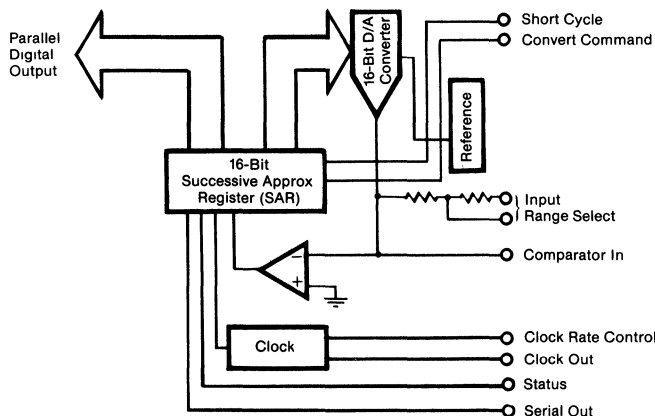 Parallel
Digital
Output
16-Bit D/A
Converter
Short Cycle
Convert Command
Reference
16-Bit
Successive Approx
Register (SAR)
Input
Range Select
−
+
Comparator In
Clock
Clock Rate Control
Clock Out
Status
Serial Out